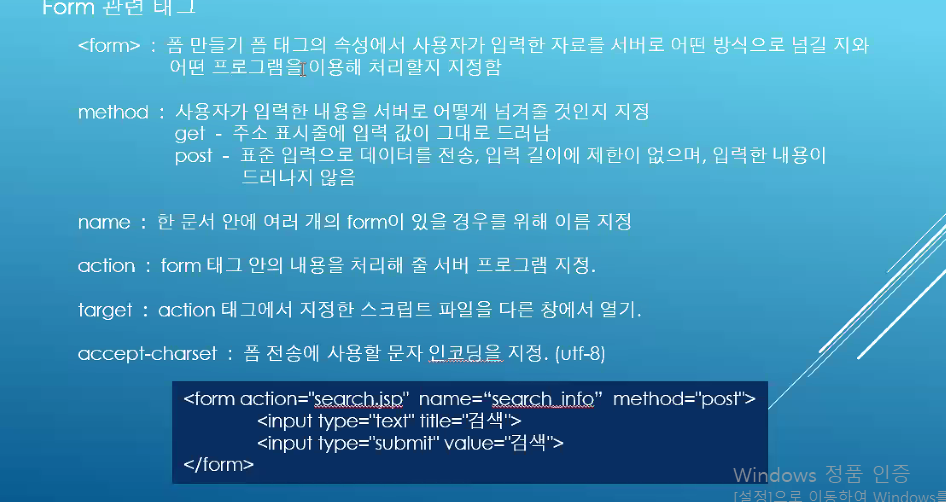 Form 관련 태그
<form> : 폼 만들기 폼 태그의 속성에서 사용자가 입력한 자료를 서버로 어떤 방식으로 넘길 지와
어떤 프로그램을 이용해 처리할지 지정함
method : 사용자가 입력한 내용을 서버로 어떻게 넘겨줄 것인지 지정
get - 주소 표시줄에 입력 값이 그대로 드러남
post - 표준 입력으로 데이터를 전송, 입력 길이에 제한이 없으며, 입력한 내용이
드러나지 않음
name : 한 문서 안에 여러 개의 form이 있을 경우를 위해 이름 지정
action : form 태그 안의 내용을 처리해 줄 서버 프로그램 지정.
target : action 태그에서 지정한 스크립트 파일을 다른 창에서 열기.
accept-charset : 폼 전송에 사용할 문자 인코딩을 지정. (utf-8)
<form action="search.jsp" name=“search_info” method="post">
<input type="text" title="검색">
<input type="submit" value="검색">
</form>
Windows 정품 인증
[설정]으로 이동하여 Windows를